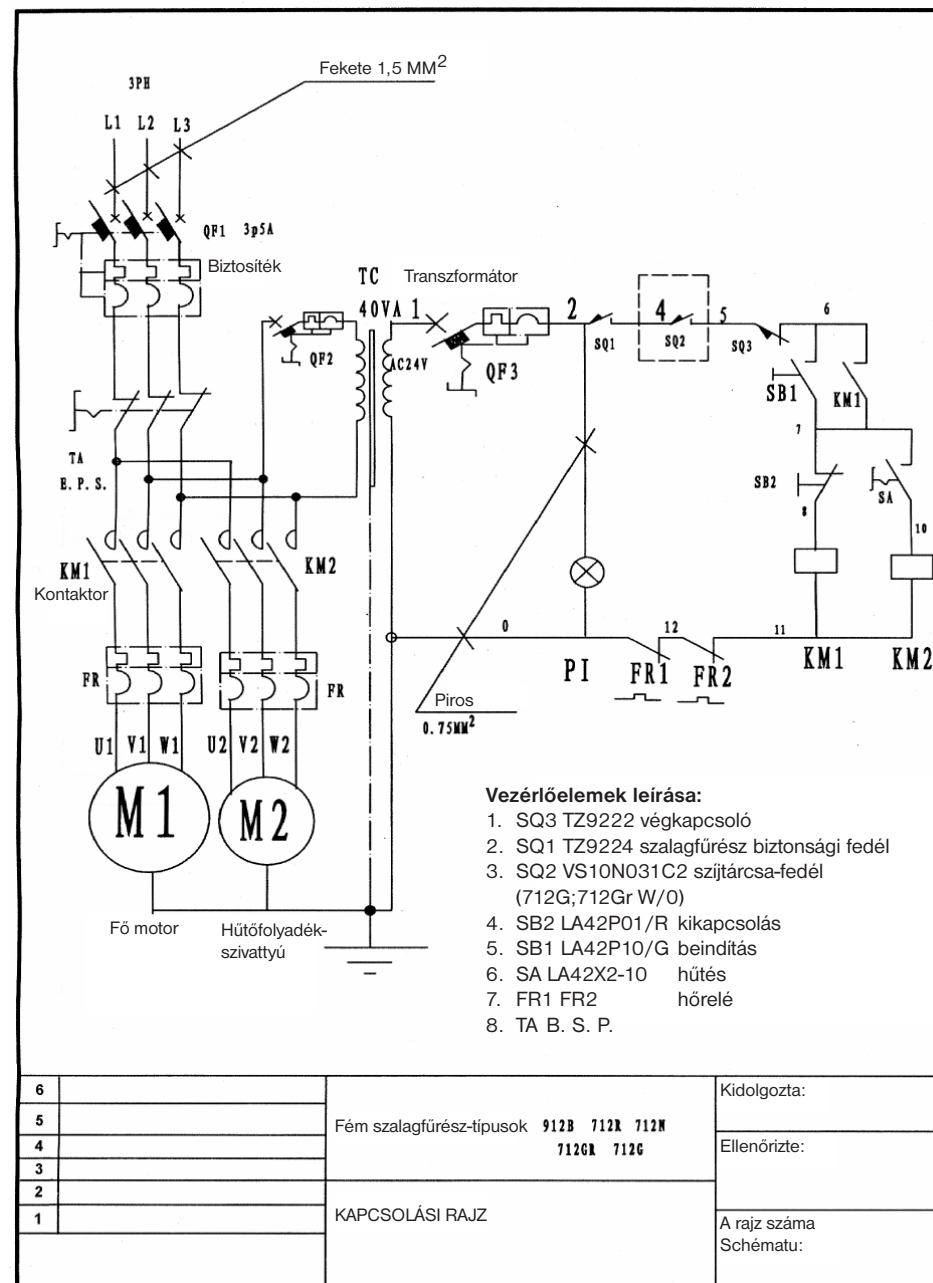 Fekete 1,5 MM²
3PH
L1 L2 L3
QF1 3p5A
Biztosíték
TC Transzformátor
40VA 1
2
4
5
6
QF2
AC24V
QF3
SQ1
SQ2
SQ3
SB1
KM1
7
TA
E. P. S.
SB2
SA
8
10
KM1
Kontaktor
KM2
0
12
11
PI
FR1
FR2
KM1
KM2
FR
FR
Piros
0.75MM²
U1 V1 W1 U2 V2 W2
M1
M2
Fő motor
Hűtőfolyadék-
szivattyú
Vezérlőelemek leírása:
1. SQ3 TZ9222 végkapcsoló
2. SQ1 TZ9224 szalagfűrész biztonsági fedél
3. SQ2 VS10N031C2 szíjtárcsa-fedél
(712G;712Gr W/0)
4. SB2 LA42P01/R kikapcsolás
5. SB1 LA42P10/G beindítás
6. SA LA42X2-10 hűtés
7. FR1 FR2 hőrelé
8. TA B. S. P.
6
5
4
3
2
1
Fém szalagfűrész-típusok 912B 712R 712N
712GR 712G
KAPCSOLÁSI RAJZ
Kidolgozta:
Ellenőrizte:
A rajz száma
Schématu: